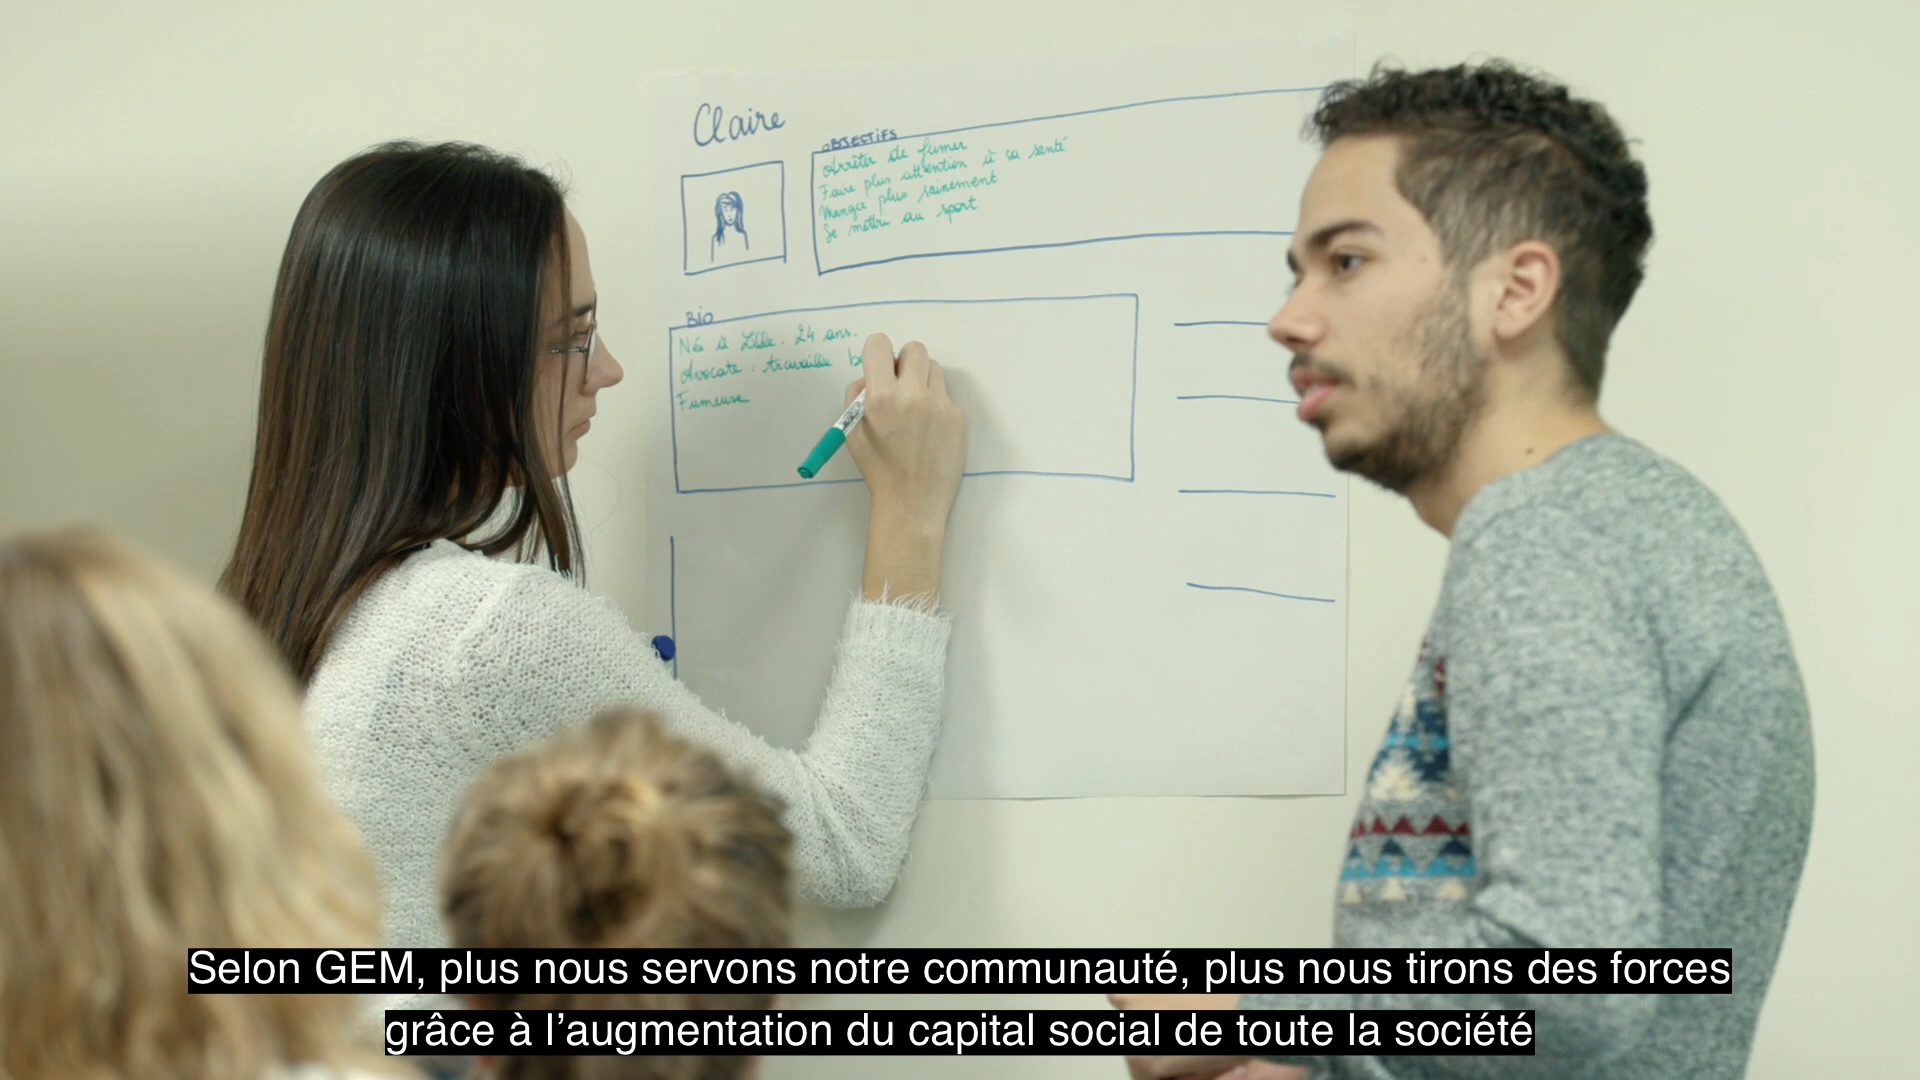 Claire
OBJECTIFS
Arrêter de fumer
Faire plus attention à sa santé
Manger plus sainement
Se mettre au sport
BIO
Née à Lille. 24 ans.
Avocate : travaille
Fumeuse
Selon GEM, plus nous servons notre communauté, plus nous tirons des forces
grâce à l’augmentation du capital social de toute la société